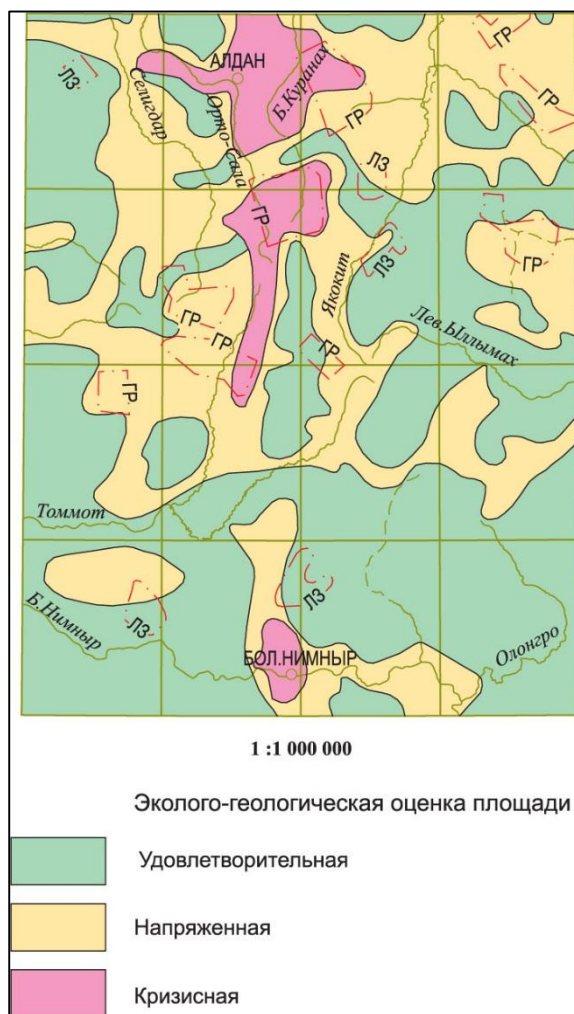 ГР
ЛЗ
АЛДАН
Б.Куранах
Селигдар
Орто-Сала
ГР
ГР
ЛЗ
ГР
Якокит
ЛЗ
ГР
ГР
ГР
Лев.Ыллымах
ГР
ГР
Томмот
Б.Нимныр
ЛЗ
ЛЗ
БОЛ.НИМНЫР
Олонгро
1 :1 000 000
Эколого-геологическая оценка площади
Удовлетворительная
Напряженная
Кризисная